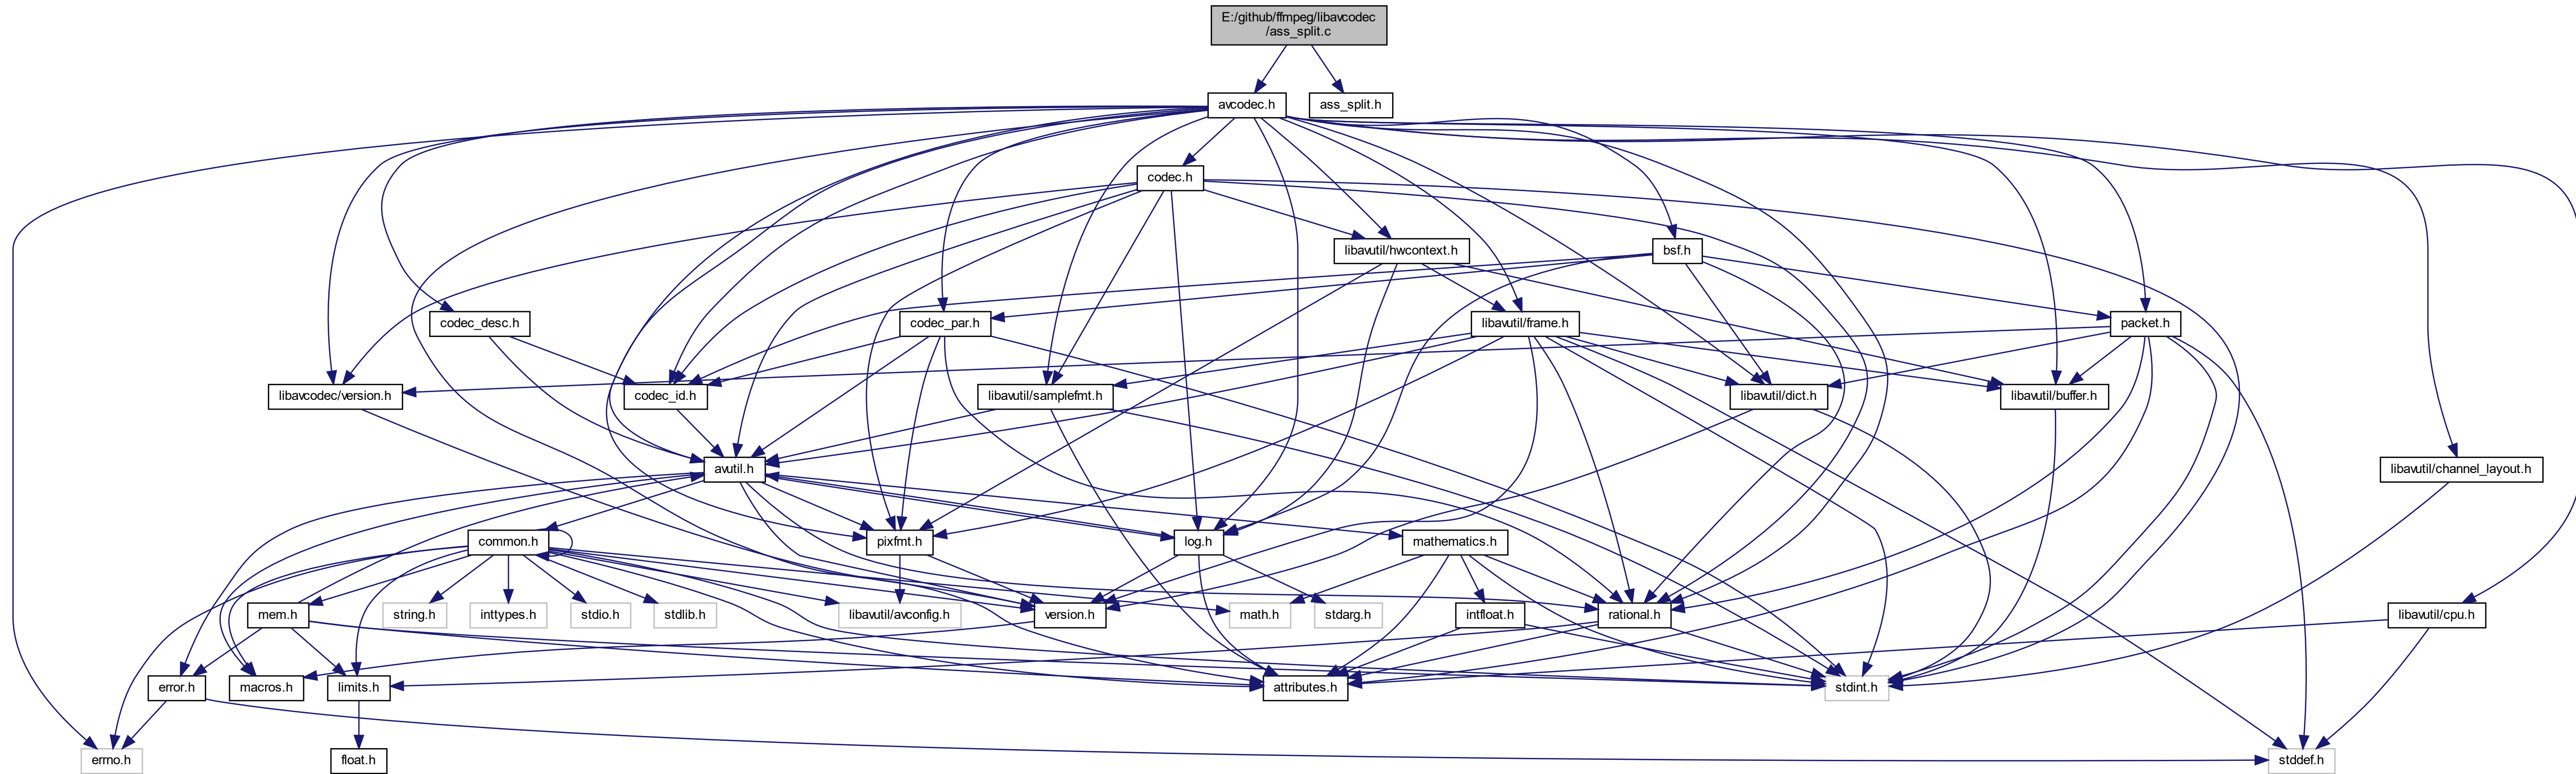 E:/github/ffmpeg/libavcodec
/ass_split.c
avcodec.h
ass_split.h
codec.h
libavutil/hwcontext.h
bsf.h
codec_desc.h
codec_par.h
libavutil/frame.h
packet.h
libavcodec/version.h
codec_id.h
libavutil/samplefmt.h
libavutil/dict.h
libavutil/buffer.h
avutil.h
libavutil/channel_layout.h
common.h
pixfmt.h
log.h
mathematics.h
mem.h
string.h
inttypes.h
stdio.h
stdlib.h
libavutil/avconfig.h
version.h
math.h
stdarg.h
intfloat.h
rational.h
libavutil/cpu.h
error.h
macros.h
limits.h
attributes.h
stdint.h
errno.h
float.h
stddef.h